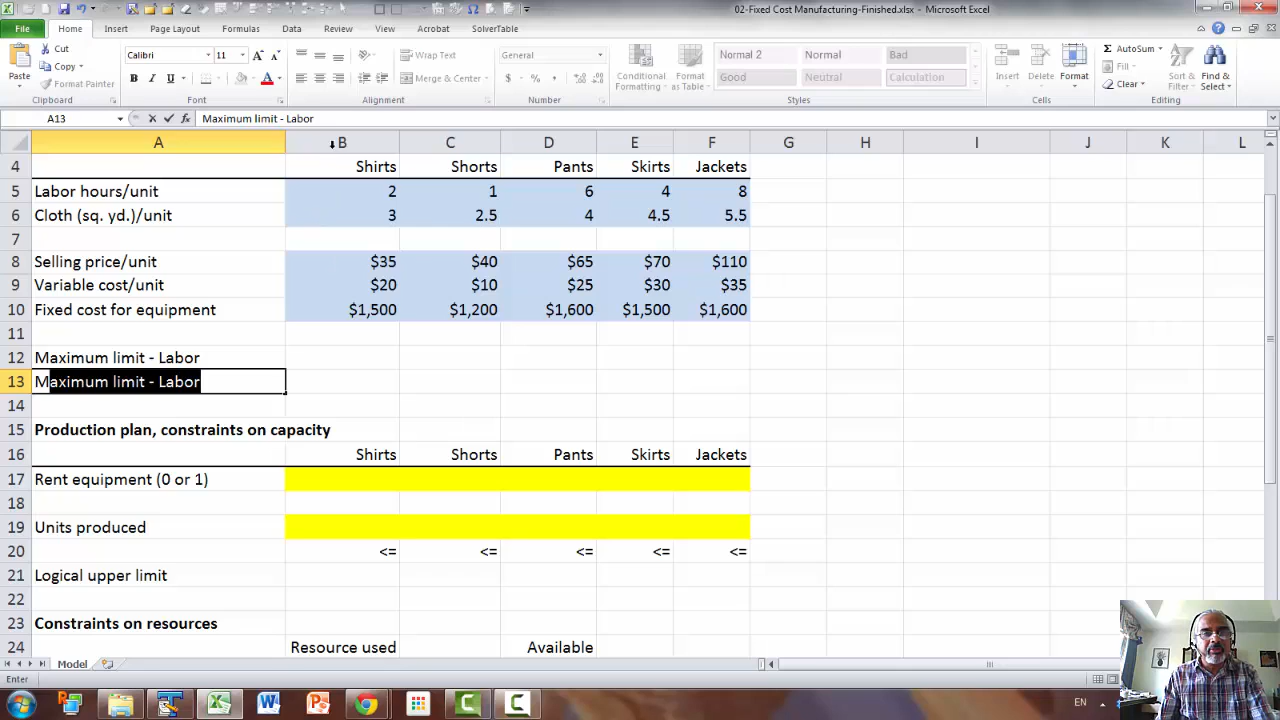 02-Fixed Cost Manufacturing-Finished.xlsx - Microsoft Excel
File Home Insert Page Layout Formulas Data Review View Acrobat SolverTable
Cut Calibri 11 Wrap Text General Normal 2 Normal Bad AutoSum
Paste Copy Conditional Formatting Format as Table Insert Delete Format Fill Sort & Filter Find & Select
Format Painter B I U A Merge & Center $ % , Good Neutral Calculation Clear
Clipboard Font Alignment Number Styles Cells Editing
A13 fx Maximum limit - Labor
A B C D E F G H I J K L
4 Shirts Shorts Pants Skirts Jackets
5 Labor hours/unit 2 1 6 4 8
6 Cloth (sq. yd.)/unit 3 2.5 4 4.5 5.5
7
8 Selling price/unit $35 $40 $65 $70 $110
9 Variable cost/unit $20 $10 $25 $30 $35
10 Fixed cost for equipment $1,500 $1,200 $1,600 $1,500 $1,600
11
12 Maximum limit - Labor
13 Maximum limit - Labor
14
15 Production plan, constraints on capacity
16 Shirts Shorts Pants Skirts Jackets
17 Rent equipment (0 or 1)
18
19 Units produced
20 <= <= <= <= <=
21 Logical upper limit
22
23 Constraints on resources
24 Resource used Available
Model
Enter
EN